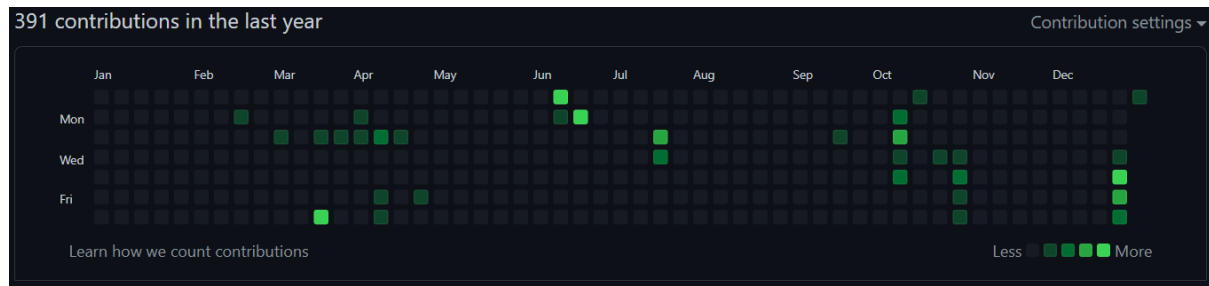 391 contributions in the last year
Contribution settings
Jan Feb Mar Apr May Jun Jul Aug Sep Oct Nov Dec
Mon
Wed
Fri
Learn how we count contributions
Less More